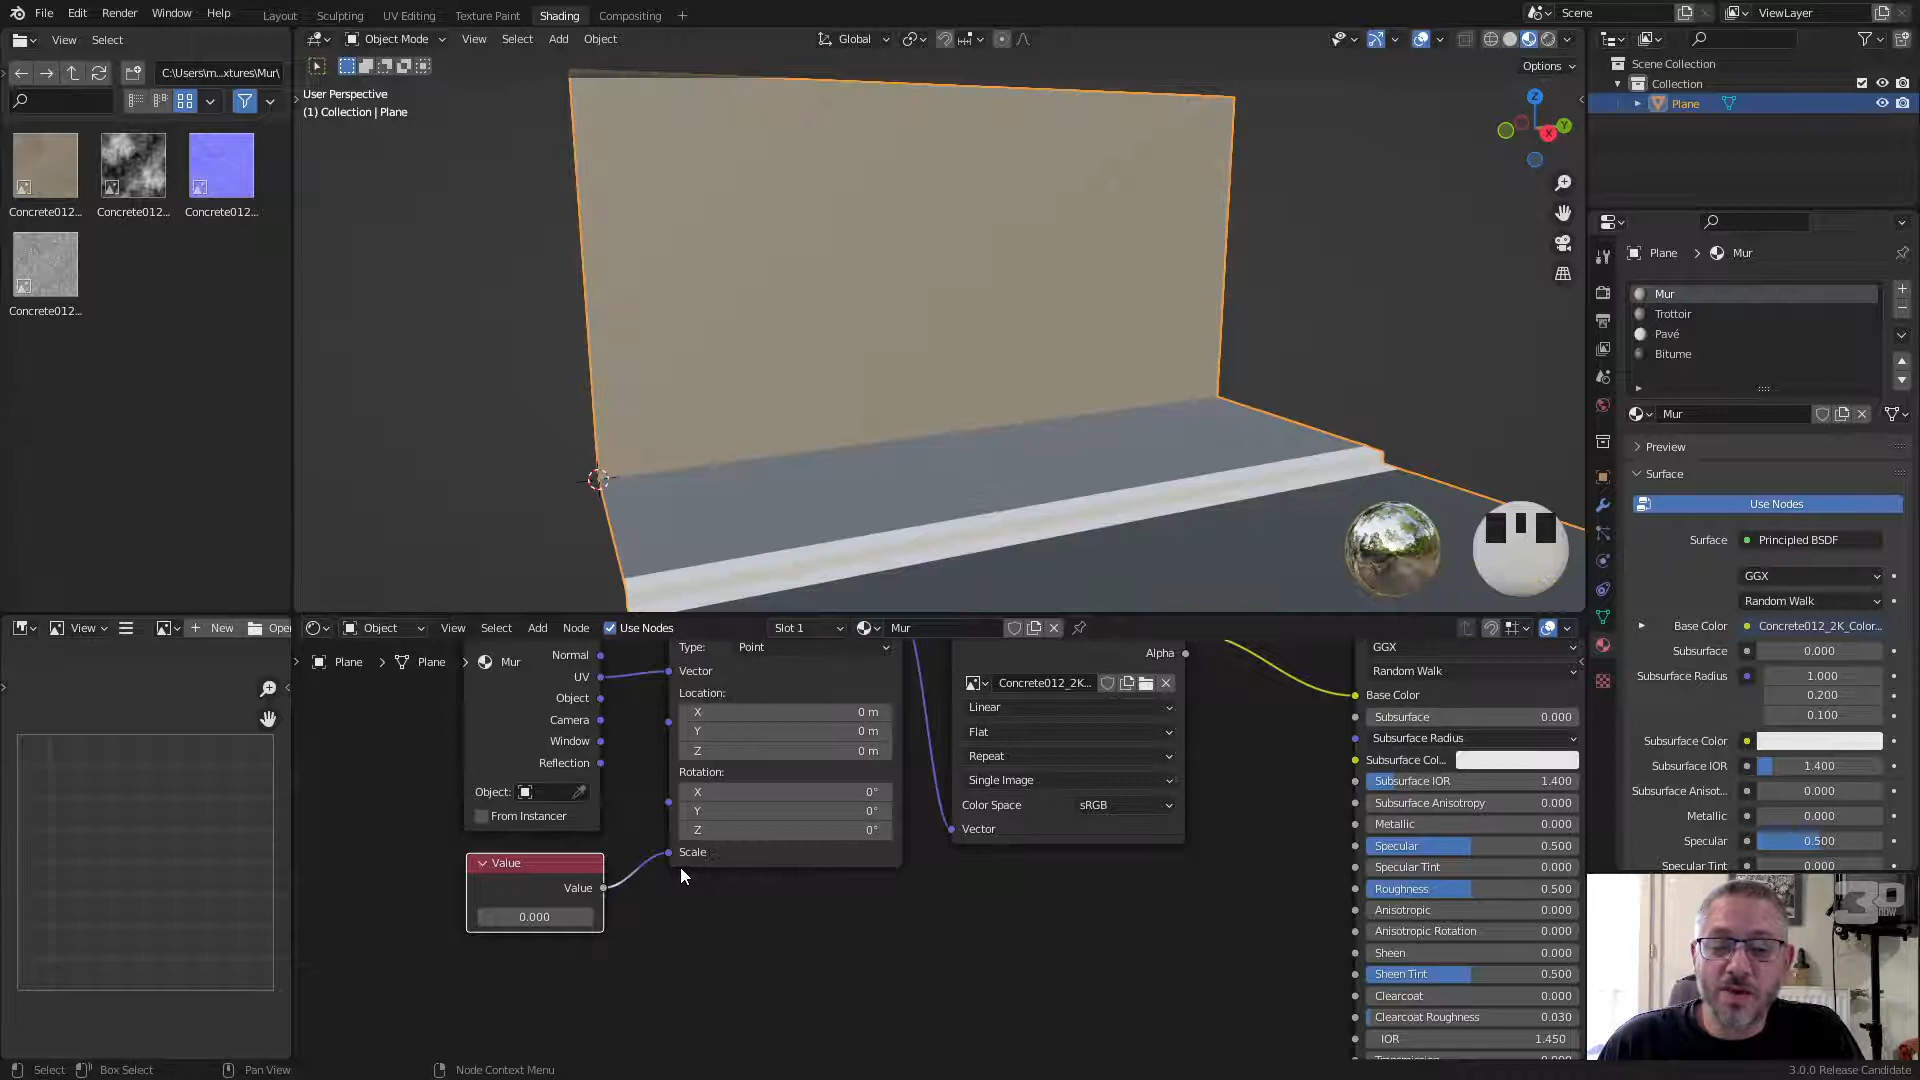 File Edit Render Window Help Layout Sculpting UV Editing Texture Paint Shading Compositing Scene ViewLayer
View Select Object Mode View Select Add Object Global
C:\Users\m...xtures\Mur\ Options
User Perspective
(1) Collection | Plane
Concrete012... Concrete012... Concrete012...
Concrete012...
Z
Y
X
Scene Collection
Collection
Plane
Plane > Mur
Mur
Trottoir
Pavé
Bitume
Mur
Preview
Surface
Use Nodes
Surface Principled BSDF
GGX
Random Walk
Base Color Concrete012_2K_Color...
Subsurface 0.000
Subsurface Radius 1.000
0.200
0.100
Subsurface Color
Subsurface IOR 1.400
Subsurface Anisot... 0.000
Metallic 0.000
Specular 0.500
Specular Tint 0.000
View New Open
Object View Select Add Node Use Nodes Slot 1 Mur
Plane > Plane > Mur
Normal
UV
Object
Camera
Window
Reflection
Object:
From Instancer
Value
Value
0.000
Type: Point
Vector
Location:
X 0 m
Y 0 m
Z 0 m
Rotation:
X 0°
Y 0°
Z 0°
Scale
Alpha
Concrete012_2K...
Linear
Flat
Repeat
Single Image
Color Space sRGB
Vector
GGX
Random Walk
Base Color
Subsurface 0.000
Subsurface Radius
Subsurface Col...
Subsurface IOR 1.400
Subsurface Anisotropy 0.000
Metallic 0.000
Specular 0.500
Specular Tint 0.000
Roughness 0.500
Anisotropic 0.000
Anisotropic Rotation 0.000
Sheen 0.000
Sheen Tint 0.500
Clearcoat 0.000
Clearcoat Roughness 0.030
IOR 1.450
Select Box Select Pan View Node Context Menu 3.0.0 Release Candidate